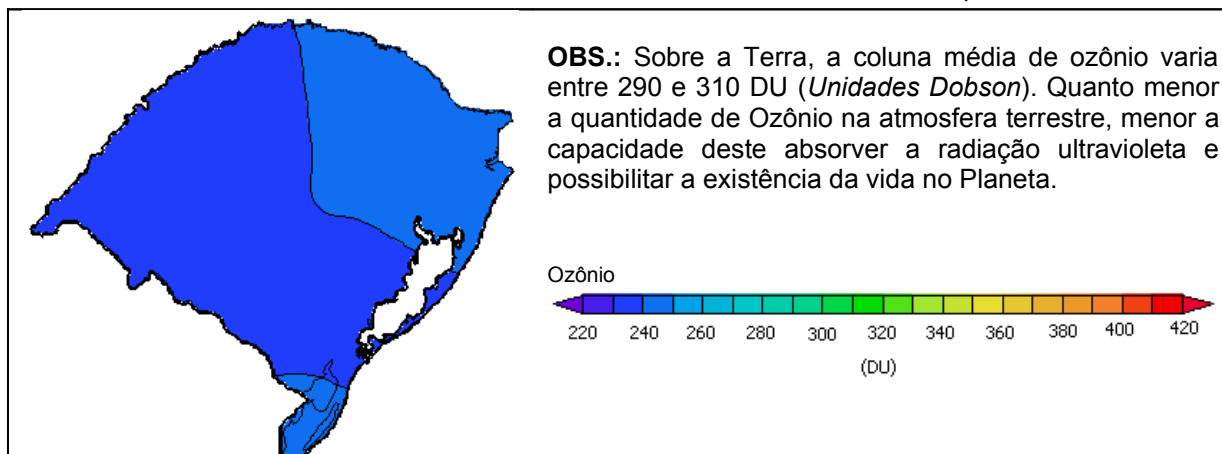 OBS.: Sobre a Terra, a coluna média de ozônio varia
entre 290 e 310 DU (Unidades Dobson). Quanto menor
a quantidade de Ozônio na atmosfera terrestre, menor a
capacidade deste absorver a radiação ultravioleta e
possibilitar a existência da vida no Planeta.
Ozônio
220 240 260 280 300 320 340 360 380 400 420
(DU)